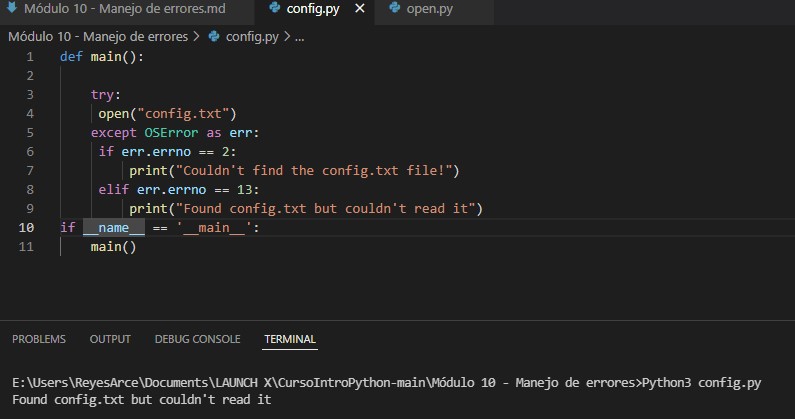 Módulo 10 - Manejo de errores.md config.py × open.py
Módulo 10 - Manejo de errores > config.py > ...
1 def main():
2
3 try:
4 open("config.txt")
5 except OSError as err:
6 if err.errno == 2:
7 print("Couldn't find the config.txt file!")
8 elif err.errno == 13:
9 print("Found config.txt but couldn't read it")
10 if __name__ == '__main__':
11 main()
PROBLEMS OUTPUT DEBUG CONSOLE TERMINAL
E:\Users\ReyesArce\Documents\LAUNCH X\CursoIntroPython-main\Módulo 10 - Manejo de errores>Python3 config.py
Found config.txt but couldn't read it